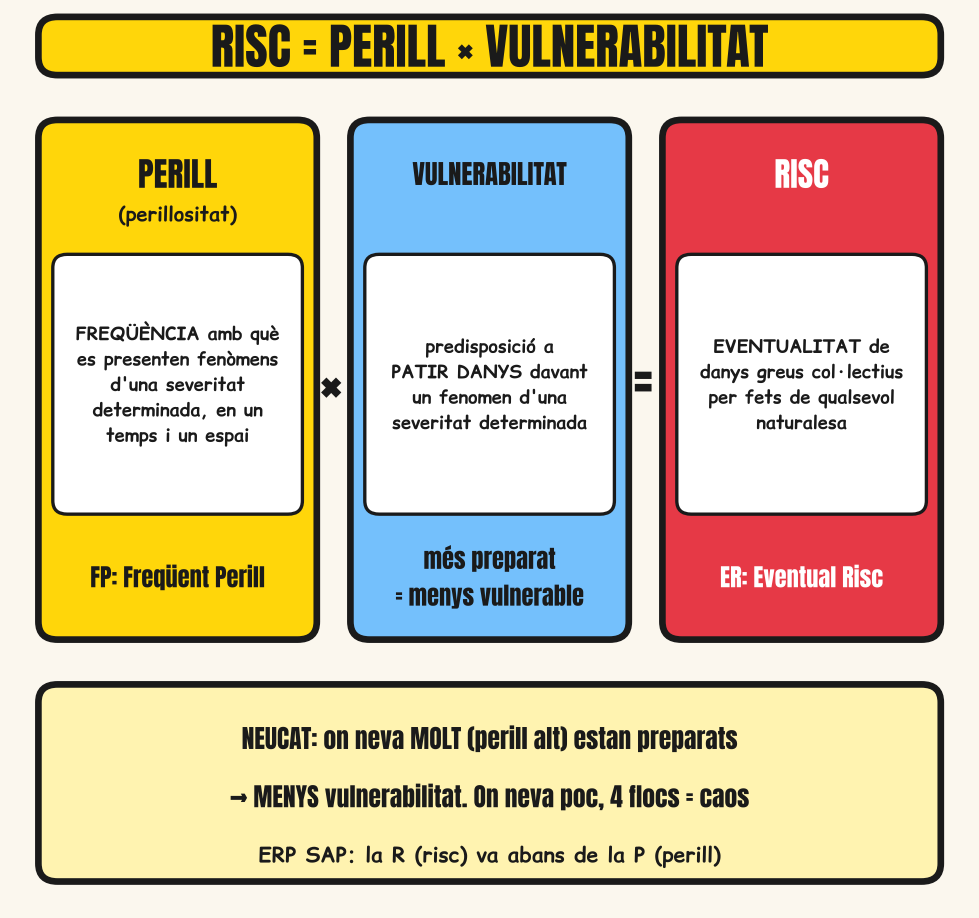 RISC = PERILL × VULNERABILITAT
PERILL
(perillositat)
FREQÜÈNCIA amb què
es presenten fenòmens
d'una severitat
determinada, en un
temps i un espai
FP: Freqüent Perill
×
VULNERABILITAT
predisposició a
PATIR DANYS davant
un fenomen d'una
severitat determinada
més preparat
= menys vulnerable
=
RISC
EVENTUALITAT de
danys greus col·lectius
per fets de qualsevol
naturalesa
ER: Eventual Risc
NEUCAT: on neva MOLT (perill alt) estan preparats
→ MENYS vulnerabilitat. On neva poc, 4 flocs = caos
ERP SAP: la R (risc) va abans de la P (perill)